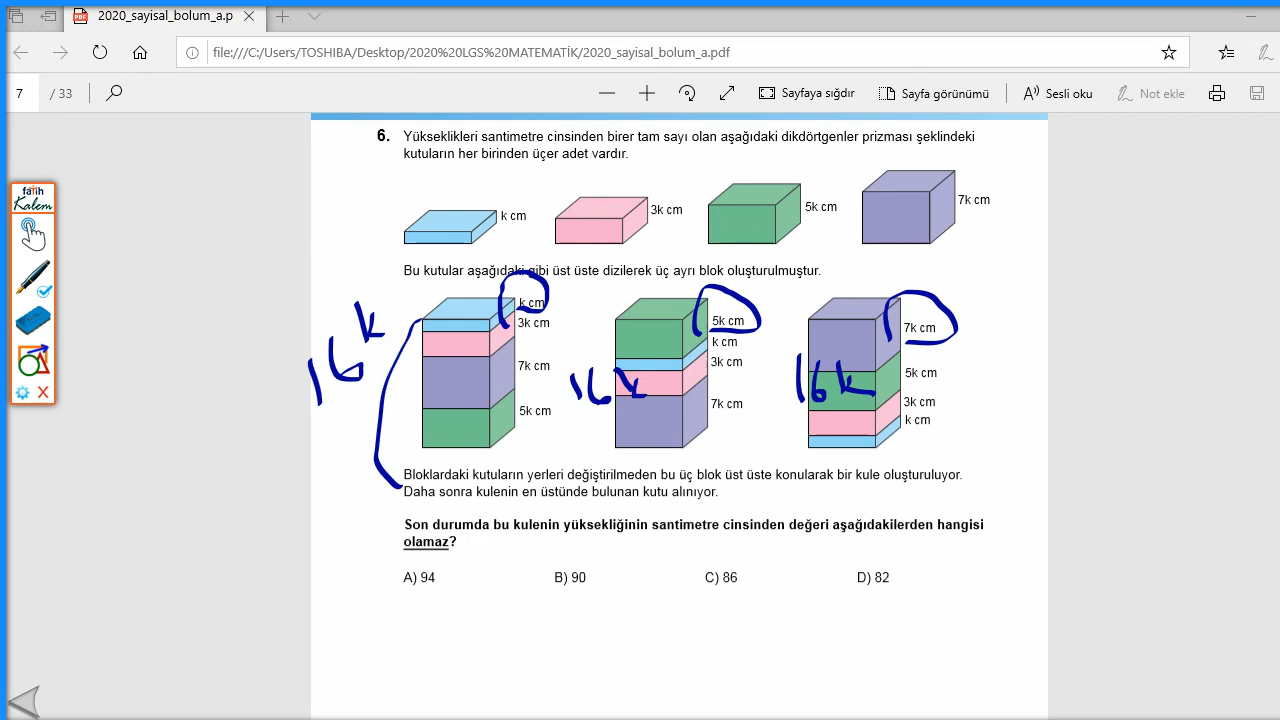 2020_sayisal_bolum_a.p
file:///C:/Users/TOSHIBA/Desktop/2020%20LGS%20MATEMATİK/2020_sayisal_bolum_a.pdf
7 / 33 Sayfaya sığdır Sayfa görünümü Sesli oku Not ekle
fatih
Kalem
6. Yükseklikleri santimetre cinsinden birer tam sayı olan aşağıdaki dikdörtgenler prizması şeklindeki
kutuların her birinden üçer adet vardır.
k cm 3k cm 5k cm 7k cm
Bu kutular aşağıdaki gibi üst üste dizilerek üç ayrı blok oluşturulmuştur.
16k
k cm
3k cm
7k cm
5k cm
16k
5k cm
k cm
3k cm
7k cm
16k
7k cm
5k cm
3k cm
k cm
Bloklardaki kutuların yerleri değiştirilmeden bu üç blok üst üste konularak bir kule oluşturuluyor.
Daha sonra kulenin en üstünde bulunan kutu alınıyor.
Son durumda bu kulenin yüksekliğinin santimetre cinsinden değeri aşağıdakilerden hangisi
olamaz?
A) 94 B) 90 C) 86 D) 82